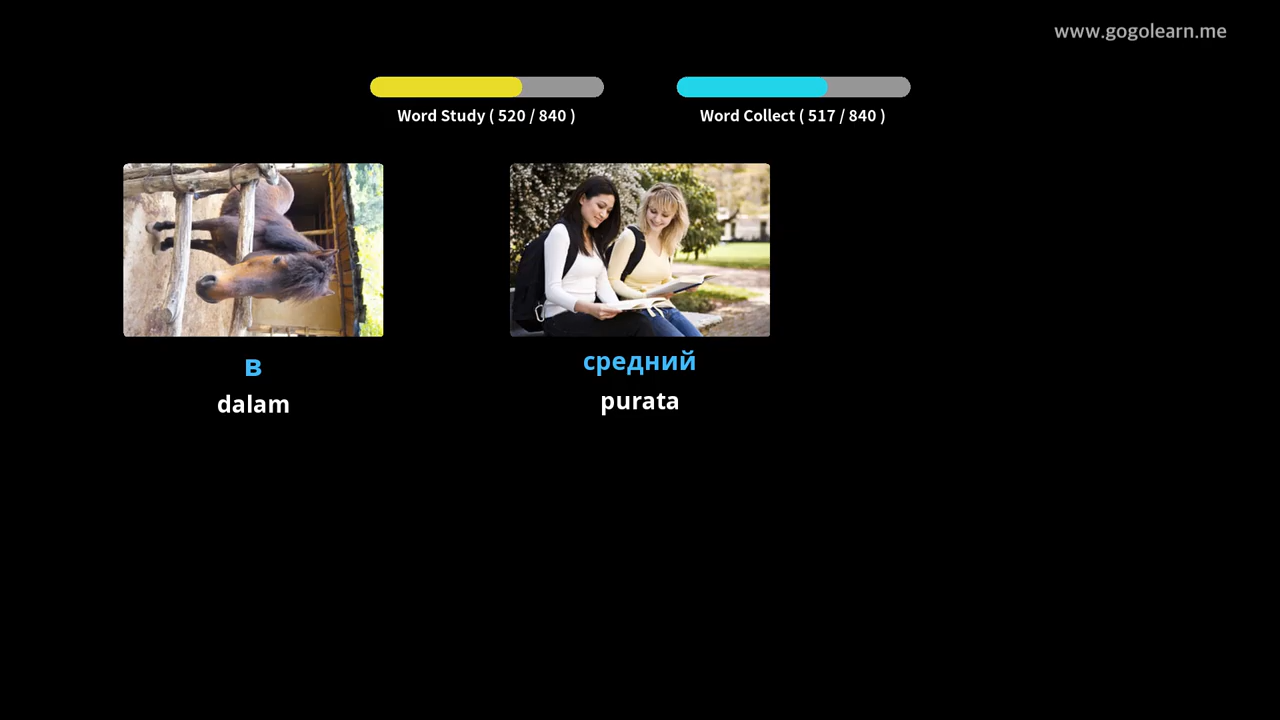 www.gogolearn.me
Word Study ( 520 / 840 )
Word Collect ( 517 / 840 )
в
dalam
средний
purata